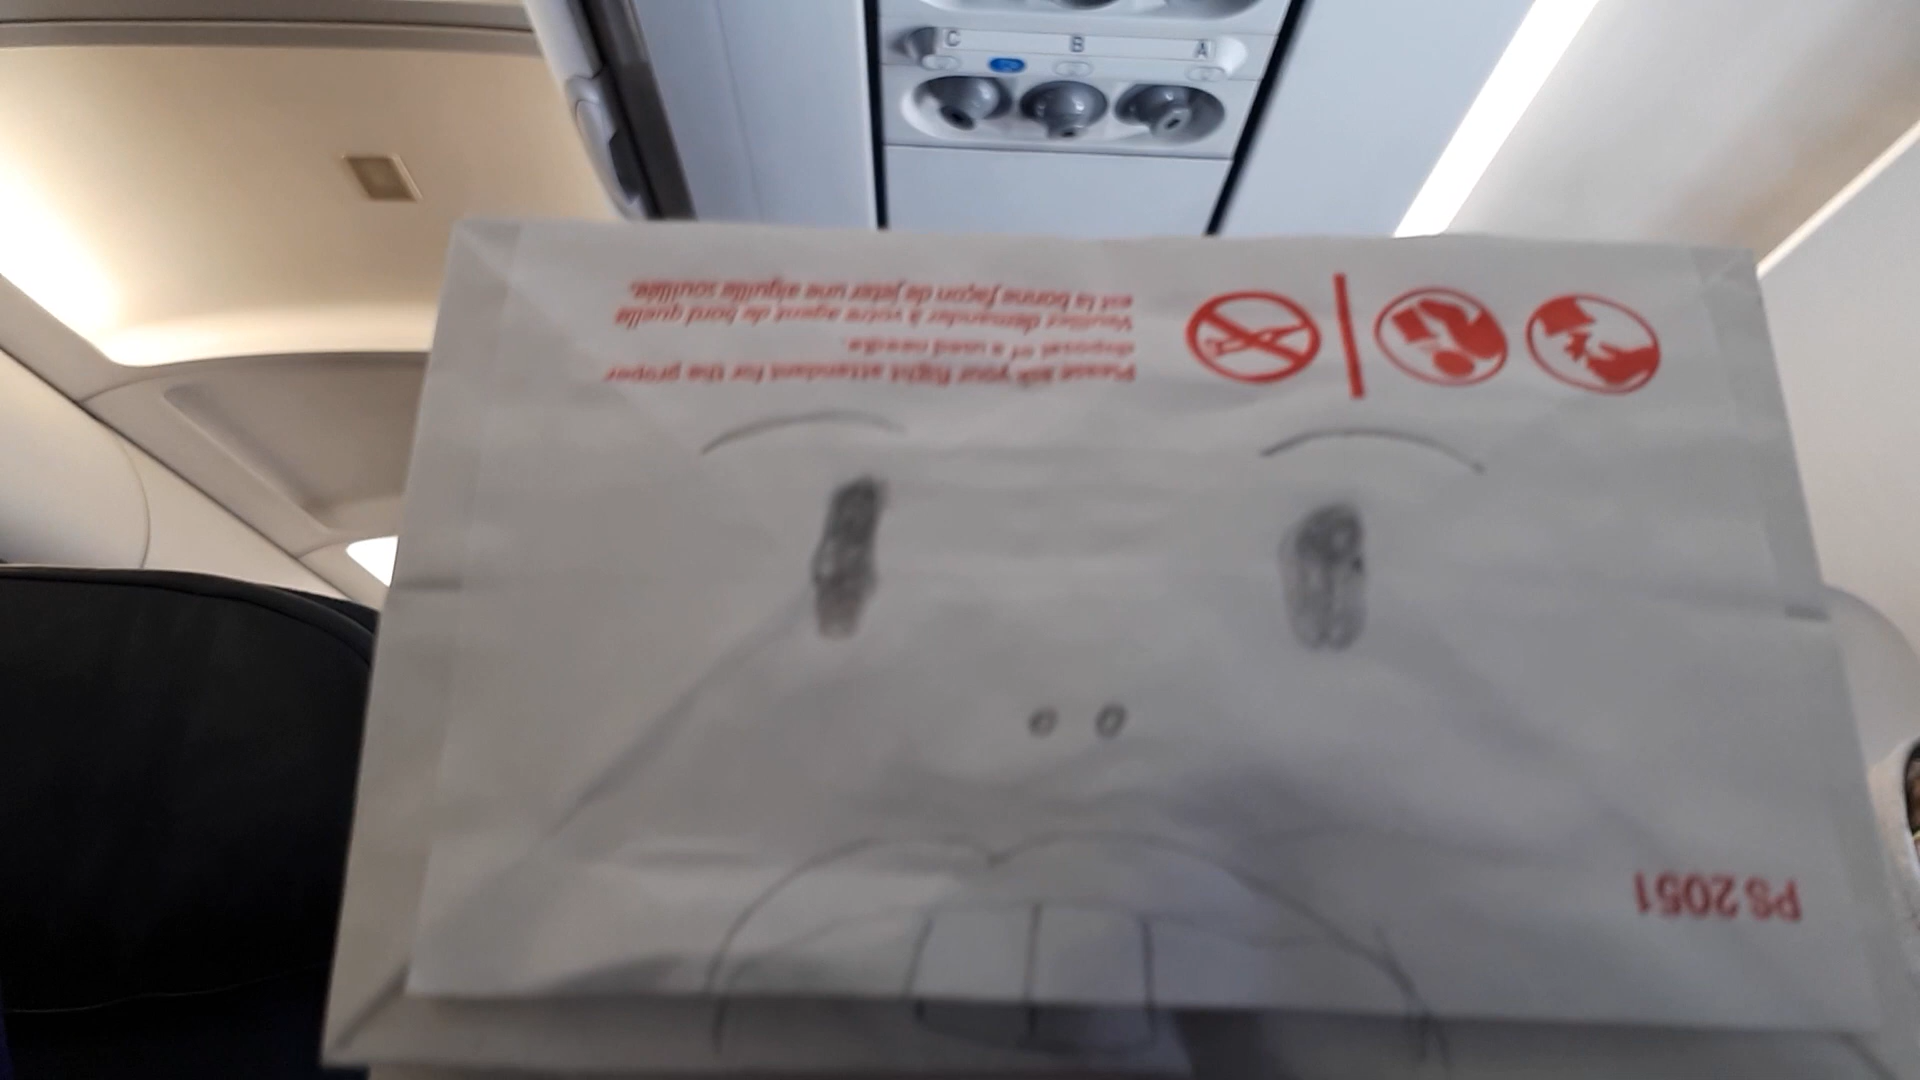 C B A
Please ask your flight attendant for the proper
disposal of a used needle.
Veuillez demander à votre agent de bord quelle
est la bonne façon de jeter une aiguille souillée.
PS 2051